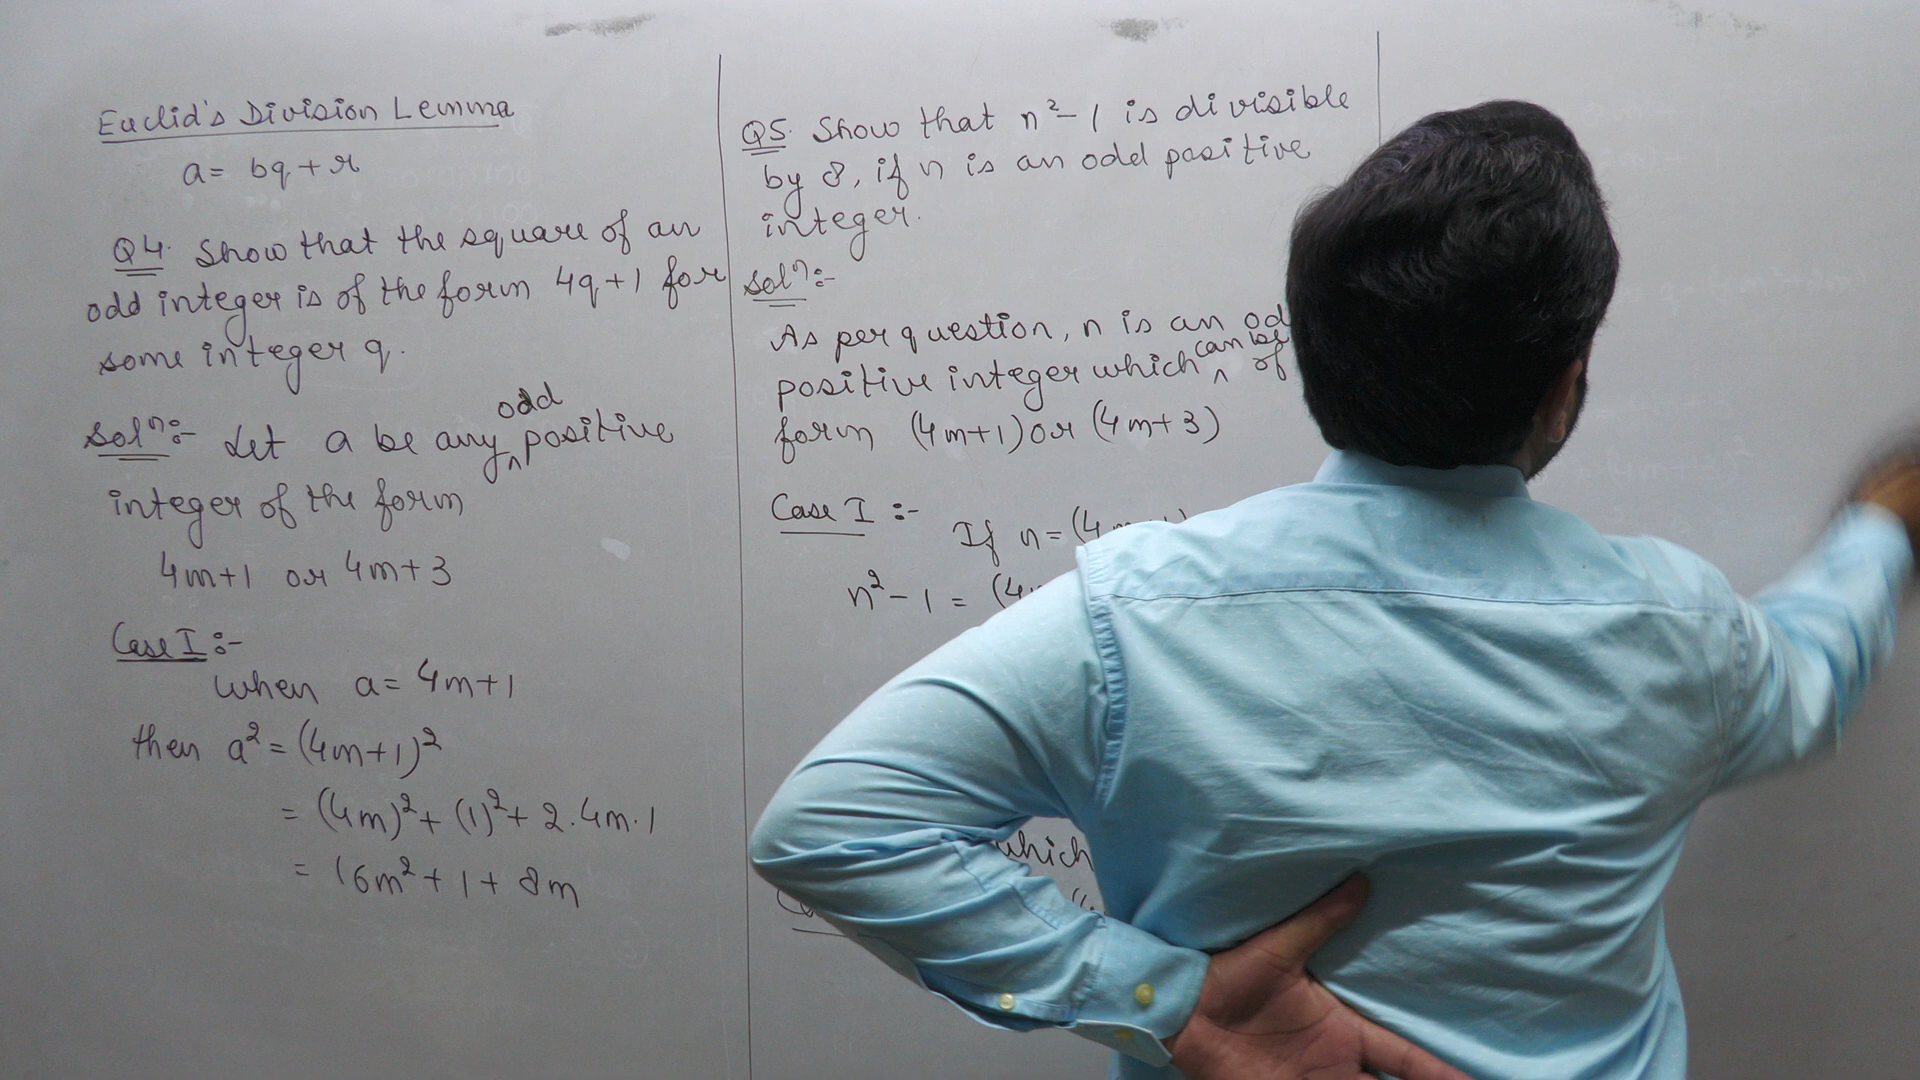 Euclid's Division Lemma
a = bq + r
Q4. Show that the square of an
odd integer is of the form 4q+1 for
some integer q.
Solⁿ:- Let a be any odd positive
integer of the form
4m+1 or 4m+3
Case I :-
When a = 4m+1
then a² = (4m+1)²
= (4m)² + (1)² + 2.4m.1
= 16m² + 1 + 8m
Q5. Show that n²-1 is divisible
by 8, if n is an odd positive
integer.
Solⁿ:-
As per question, n is an
positive integer which can be of
form (4m+1) or (4m+3)
Case I :- If n = (4m
n² - 1 = (4
which